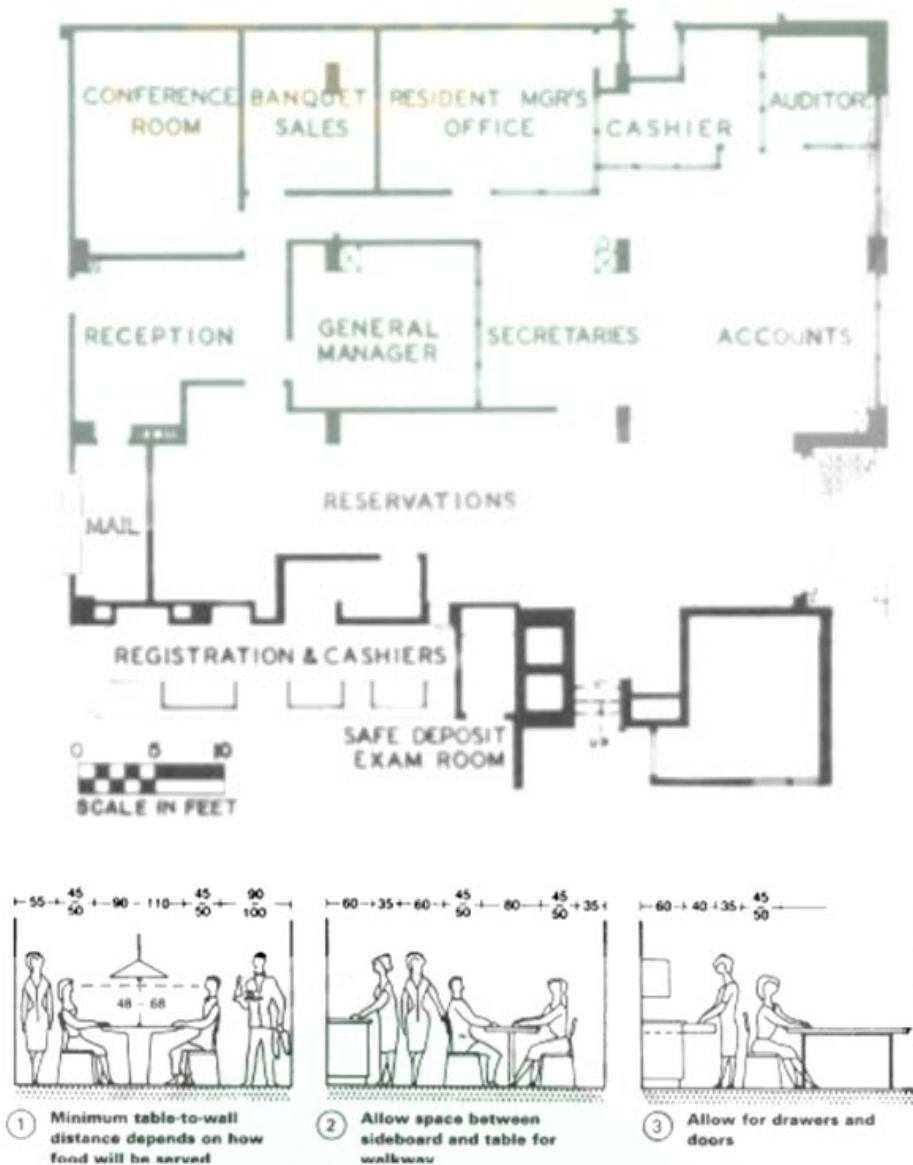 CONFERENCE ROOM
BANQUET SALES
RESIDENT MGR'S OFFICE
CASHIER
AUDITOR
RECEPTION
GENERAL MANAGER
SECRETARIES
ACCOUNTS
MAIL
RESERVATIONS
REGISTRATION & CASHIERS
SAFE DEPOSIT
EXAM ROOM
UP
0 5 10
SCALE IN FEET
55 45/50 90 - 110 45/50 90/100
48 - 68
60 35 60 45/50 80 45/50 35
60 40 35 45/50
1 Minimum table-to-wall
distance depends on how
food will be served
2 Allow space between
sideboard and table for
walkway
3 Allow for drawers and
doors